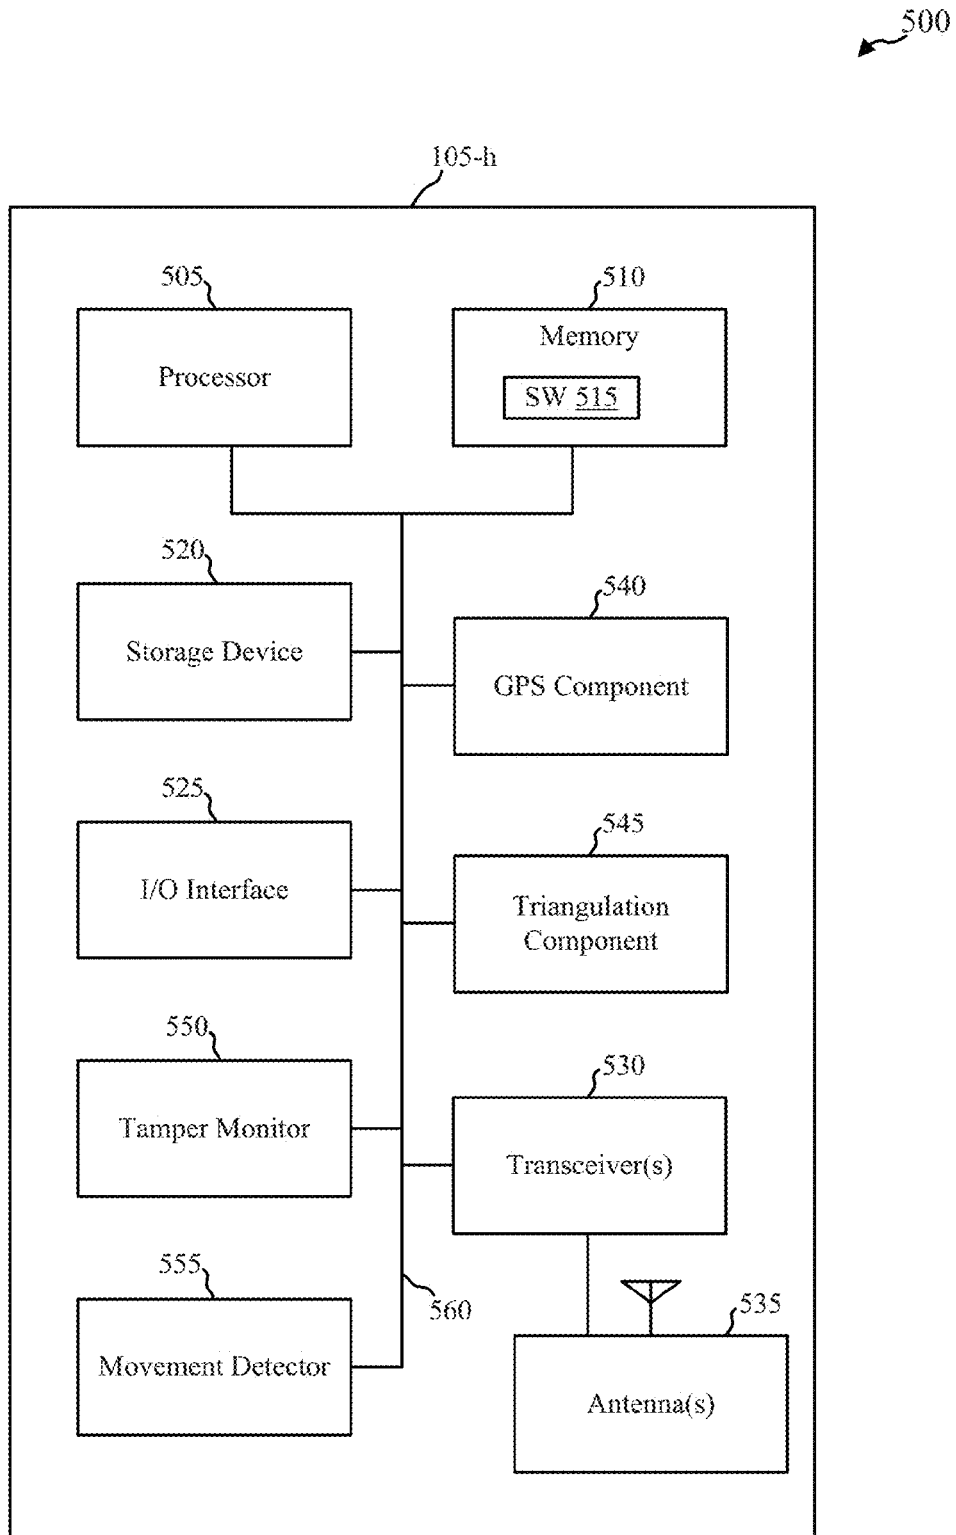 500
105-h
505
510
Processor
Memory
SW 515
520
540
Storage Device
GPS Component
525
545
I/O Interface
Triangulation
Component
550
530
Tamper Monitor
Transceiver(s)
555
560
535
Movement Detector
Antenna(s)